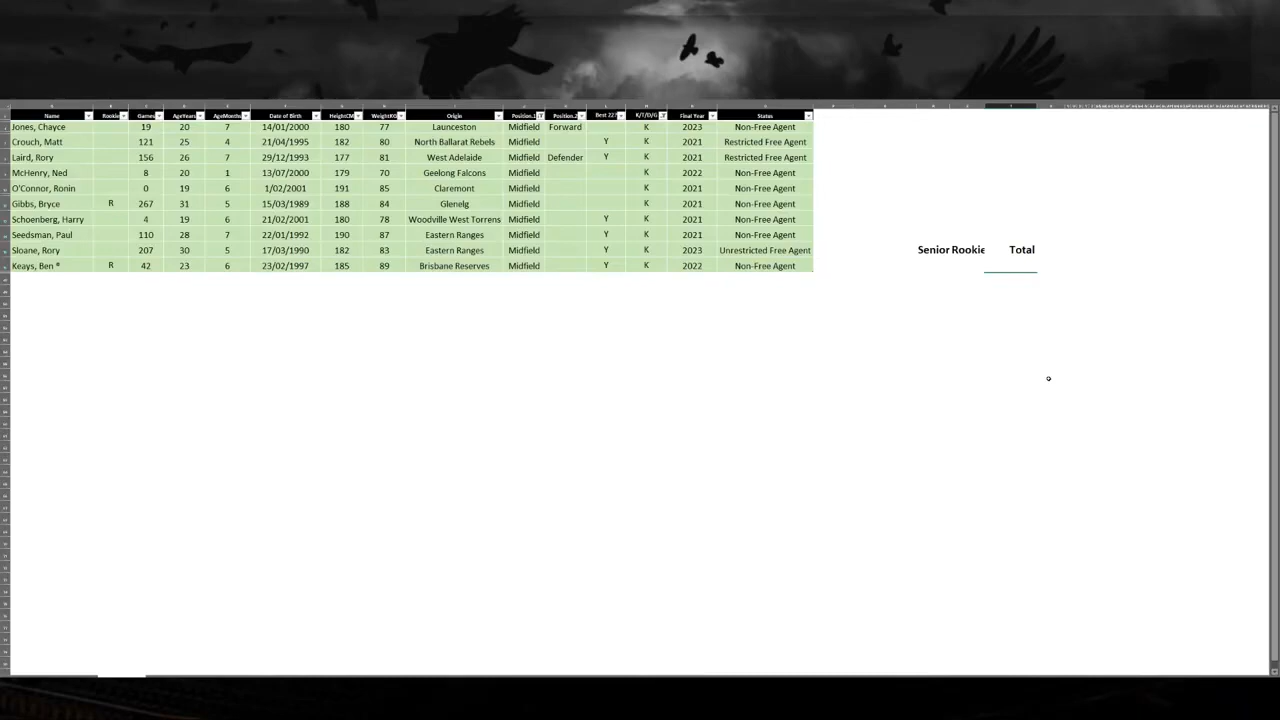 Name Rookie Games AgeYears AgeMonths Date of Birth HeightCM WeightKG Origin Position.1 Position.2 Best 22? K/T/D/G Final Year Status
Jones, Chayce 19 20 7 14/01/2000 180 77 Launceston Midfield Forward K 2023 Non-Free Agent
Crouch, Matt 121 25 4 21/04/1995 182 80 North Ballarat Rebels Midfield Y K 2021 Restricted Free Agent
Laird, Rory 156 26 7 29/12/1993 177 81 West Adelaide Midfield Defender Y K 2021 Restricted Free Agent
McHenry, Ned 8 20 1 13/07/2000 179 70 Geelong Falcons Midfield K 2022 Non-Free Agent
O'Connor, Ronin 0 19 6 1/02/2001 191 85 Claremont Midfield K 2021 Non-Free Agent
Gibbs, Bryce R 267 31 5 15/03/1989 188 84 Glenelg Midfield K 2021 Non-Free Agent
Schoenberg, Harry 4 19 6 21/02/2001 180 78 Woodville West Torrens Midfield Y K 2021 Non-Free Agent
Seedsman, Paul 110 28 7 22/01/1992 190 87 Eastern Ranges Midfield Y K 2021 Non-Free Agent
Sloane, Rory 207 30 5 17/03/1990 182 83 Eastern Ranges Midfield Y K 2023 Unrestricted Free Agent Senior Rookie Total
Keays, Ben * R 42 23 6 23/02/1997 185 89 Brisbane Reserves Midfield Y K 2022 Non-Free Agent